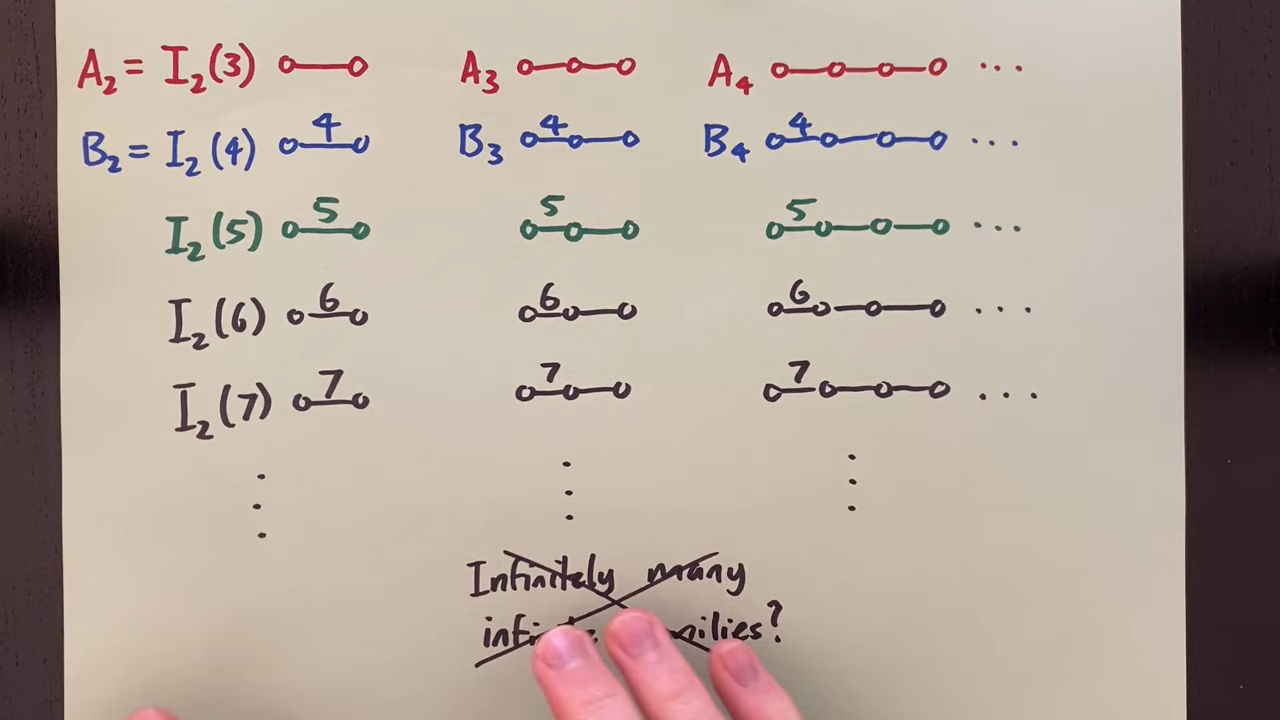 A₂ = I₂(3) A₃ A₄ ...
B₂ = I₂(4) 4 B₃ 4 B₄ 4 ...
I₂(5) 5 5 5 ...
I₂(6) 6 6 6 ...
I₂(7) 7 7 7 ...
Infinitely many
?